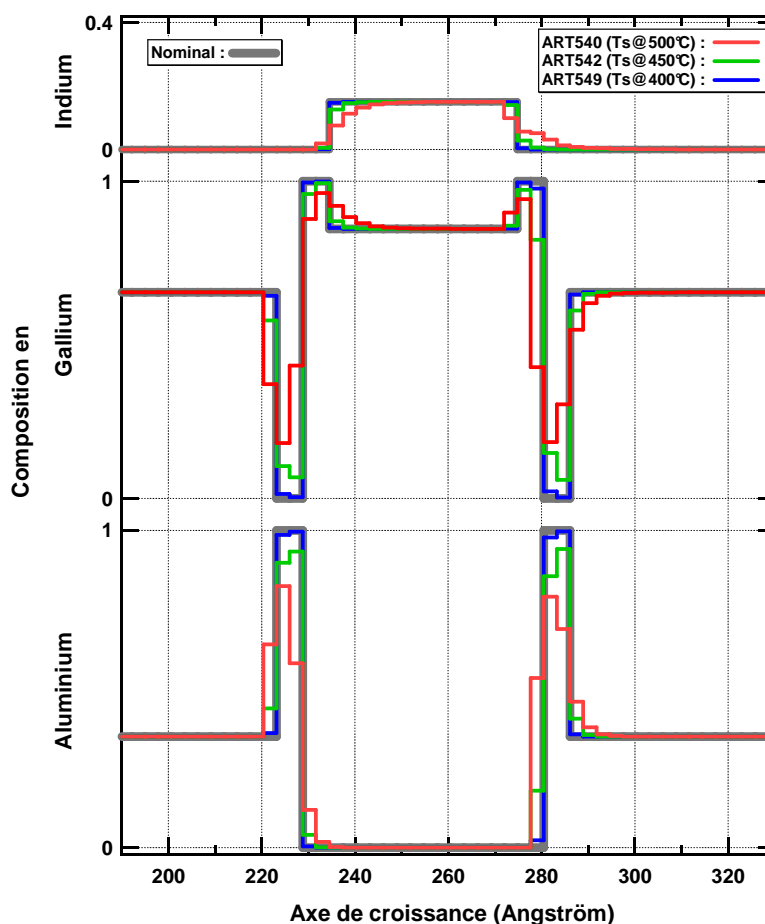 0.4
Nominal :
ART540 (Ts@500°C) :
ART542 (Ts@450°C) :
ART549 (Ts@400°C) :
Indium
0
1
Gallium
Composition en
0
1
Aluminium
0
200 220 240 260 280 300 320
Axe de croissance (Angström)